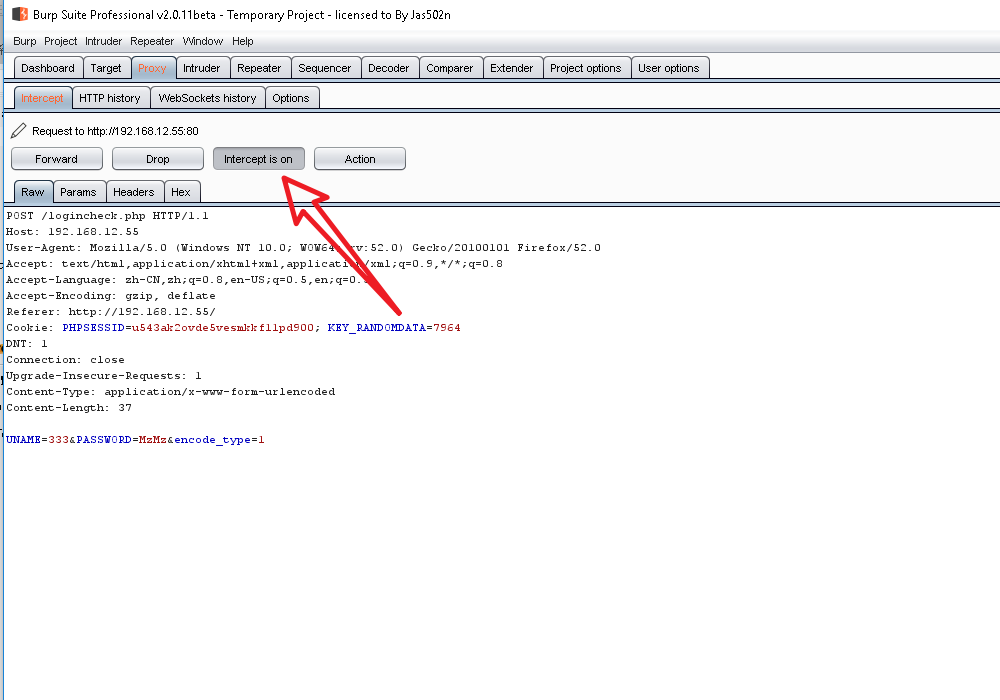 Burp Suite Professional v2.0.11beta - Temporary Project - licensed to By Jas502n
Burp Project Intruder Repeater Window Help
Dashboard Target Proxy Intruder Repeater Sequencer Decoder Comparer Extender Project options User options
Intercept HTTP history WebSockets history Options
Request to http://192.168.12.55:80
Forward Drop Intercept is on Action
Raw Params Headers Hex
POST /logincheck.php HTTP/1.1
Host: 192.168.12.55
User-Agent: Mozilla/5.0 (Windows NT 10.0; WOW64; rv:52.0) Gecko/20100101 Firefox/52.0
Accept: text/html,application/xhtml+xml,application/xml;q=0.9,*/*;q=0.8
Accept-Language: zh-CN,zh;q=0.8,en-US;q=0.5,en;q=0.3
Accept-Encoding: gzip, deflate
Referer: http://192.168.12.55/
Cookie: PHPSESSID=u543ak2ovde5vesmkkfllpd900; KEY_RANDOMDATA=7964
DNT: 1
Connection: close
Upgrade-Insecure-Requests: 1
Content-Type: application/x-www-form-urlencoded
Content-Length: 37
UNAME=333&PASSWORD=MzMz&encode_type=1